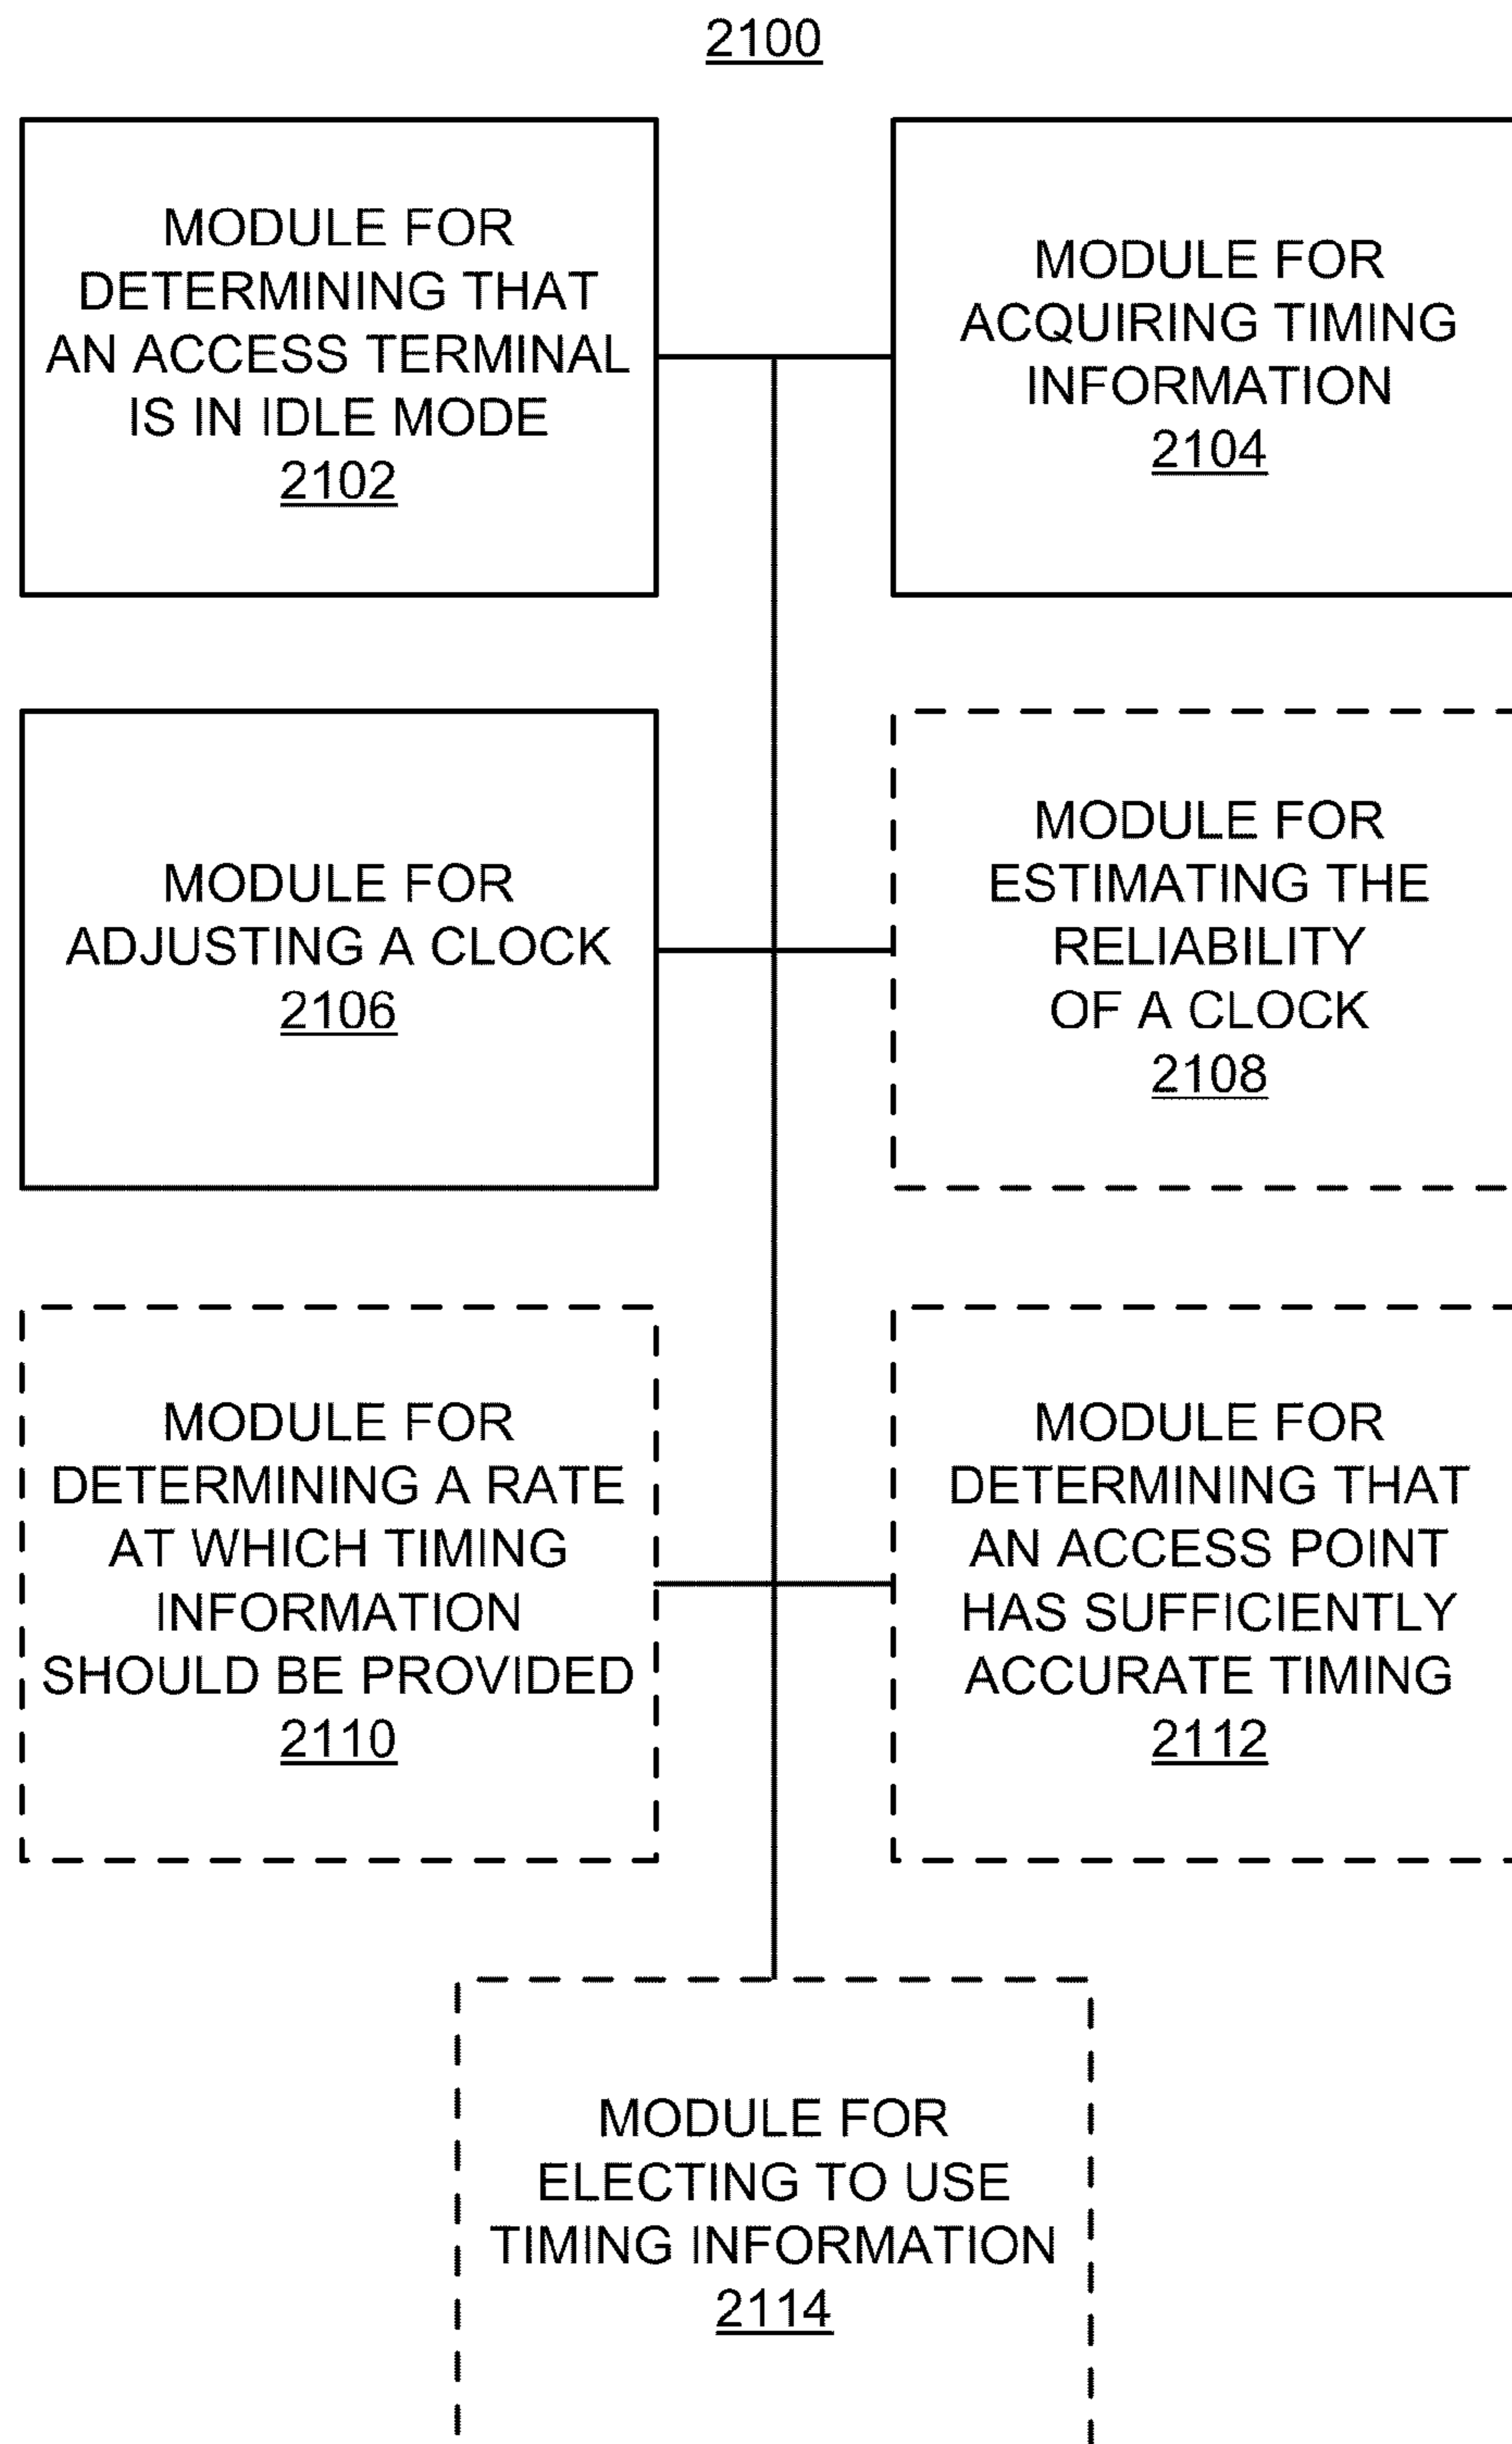 2100
MODULE FOR
DETERMINING THAT
AN ACCESS TERMINAL
IS IN IDLE MODE
2102
MODULE FOR
ACQUIRING TIMING
INFORMATION
2104
MODULE FOR
ADJUSTING A CLOCK
2106
MODULE FOR
ESTIMATING THE
RELIABILITY
OF A CLOCK
2108
MODULE FOR
DETERMINING A RATE
AT WHICH TIMING
INFORMATION
SHOULD BE PROVIDED
2110
MODULE FOR
DETERMINING THAT
AN ACCESS POINT
HAS SUFFICIENTLY
ACCURATE TIMING
2112
MODULE FOR
ELECTING TO USE
TIMING INFORMATION
2114